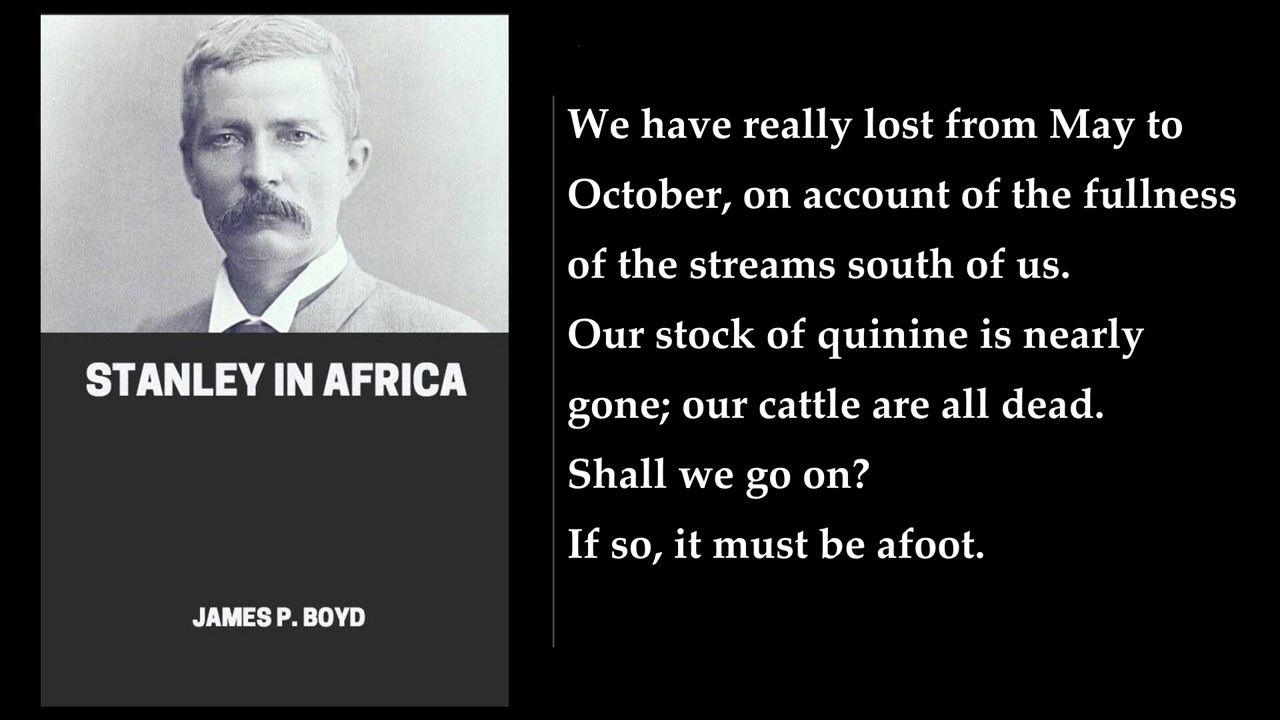 STANLEY IN AFRICA
JAMES P. BOYD
We have really lost from May to
October, on account of the fullness
of the streams south of us.
Our stock of quinine is nearly
gone; our cattle are all dead.
Shall we go on?
If so, it must be afoot.